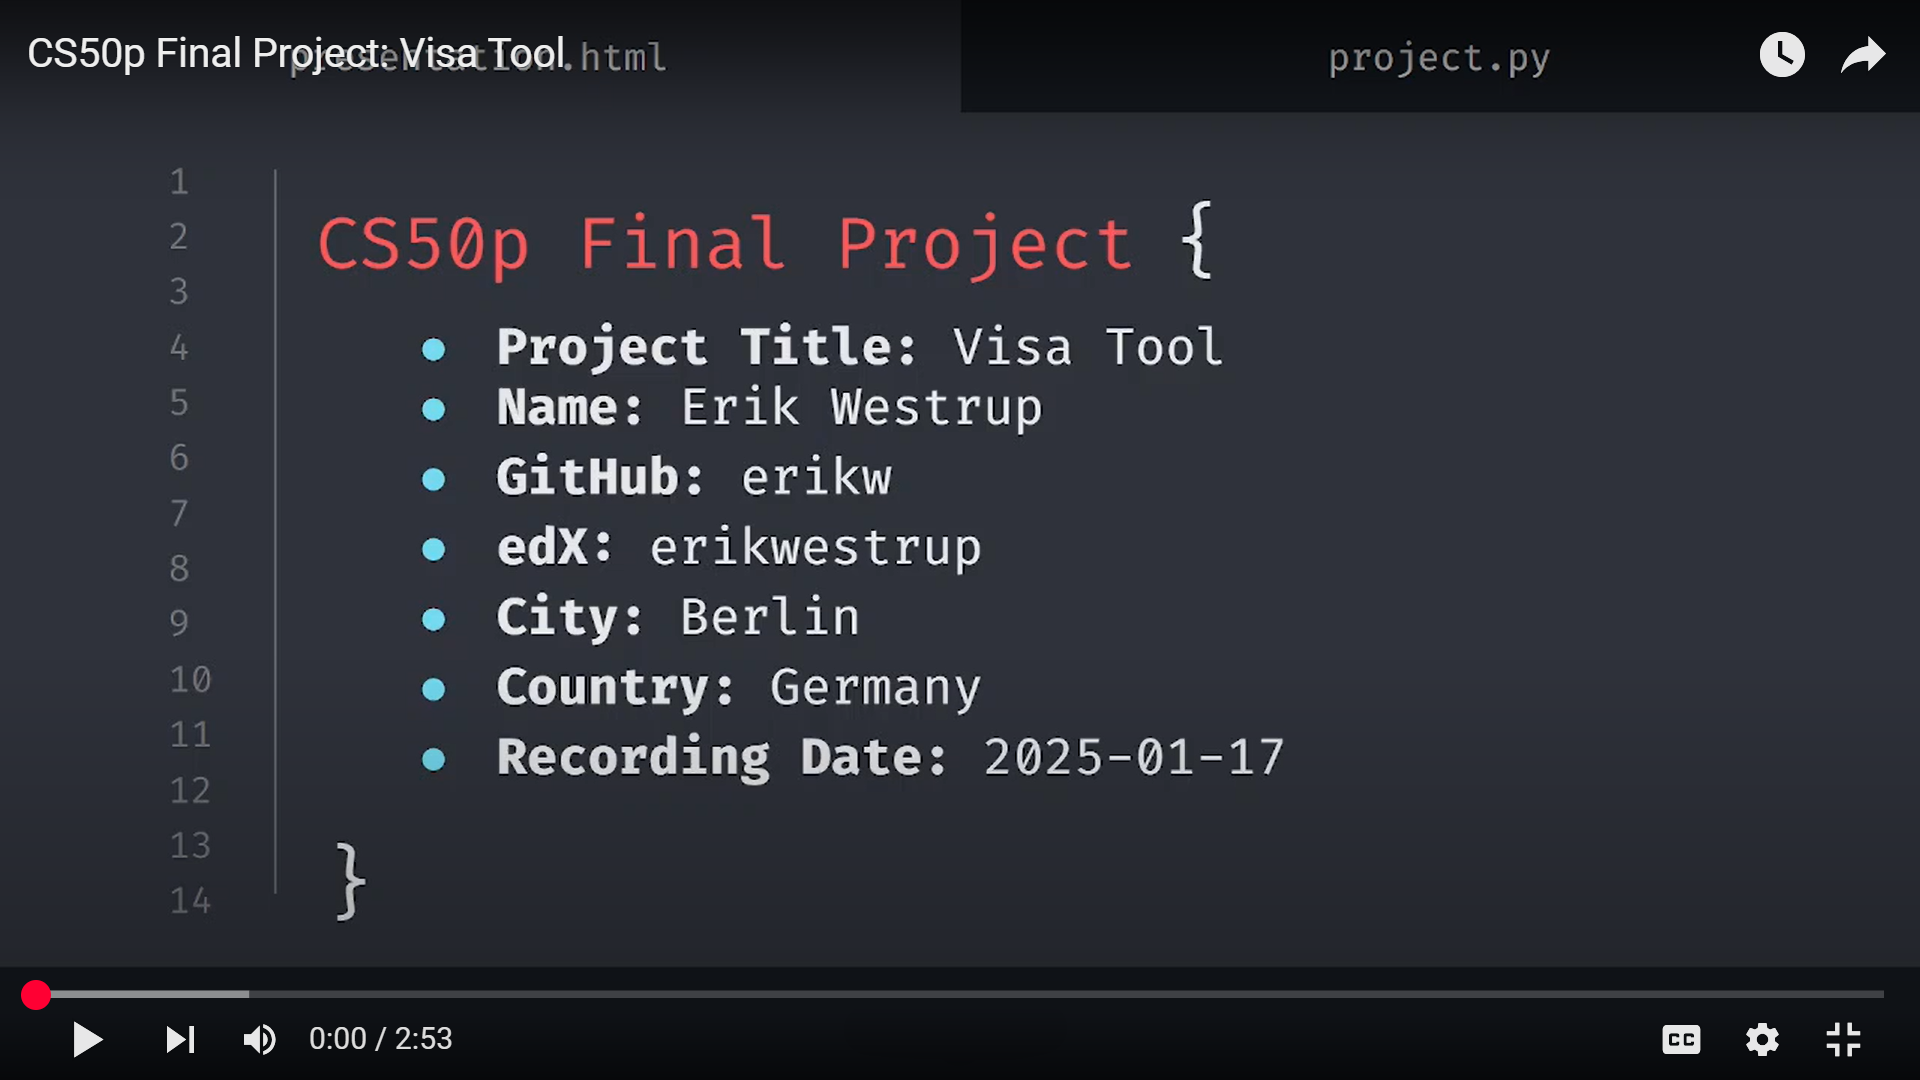 CS50p Final Project: Visa Tool
presentation.html
project.py
1
2
CS50p Final Project {
3
4
Project Title: Visa Tool
5
Name: Erik Westrup
6
GitHub: erikw
7
8
edX: erikwestrup
9
City: Berlin
10
Country: Germany
11
Recording Date: 2025-01-17
12
13
}
14
0:00 / 2:53
CC